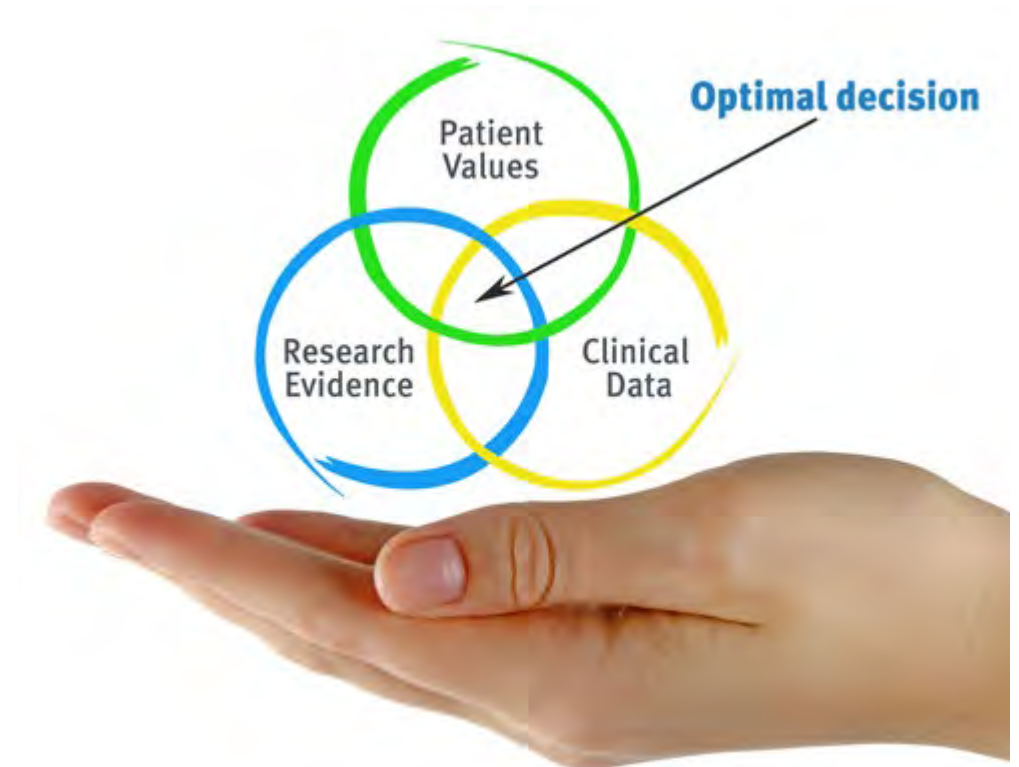 Optimal decision
Patient
Values
Research
Evidence
Clinical
Data